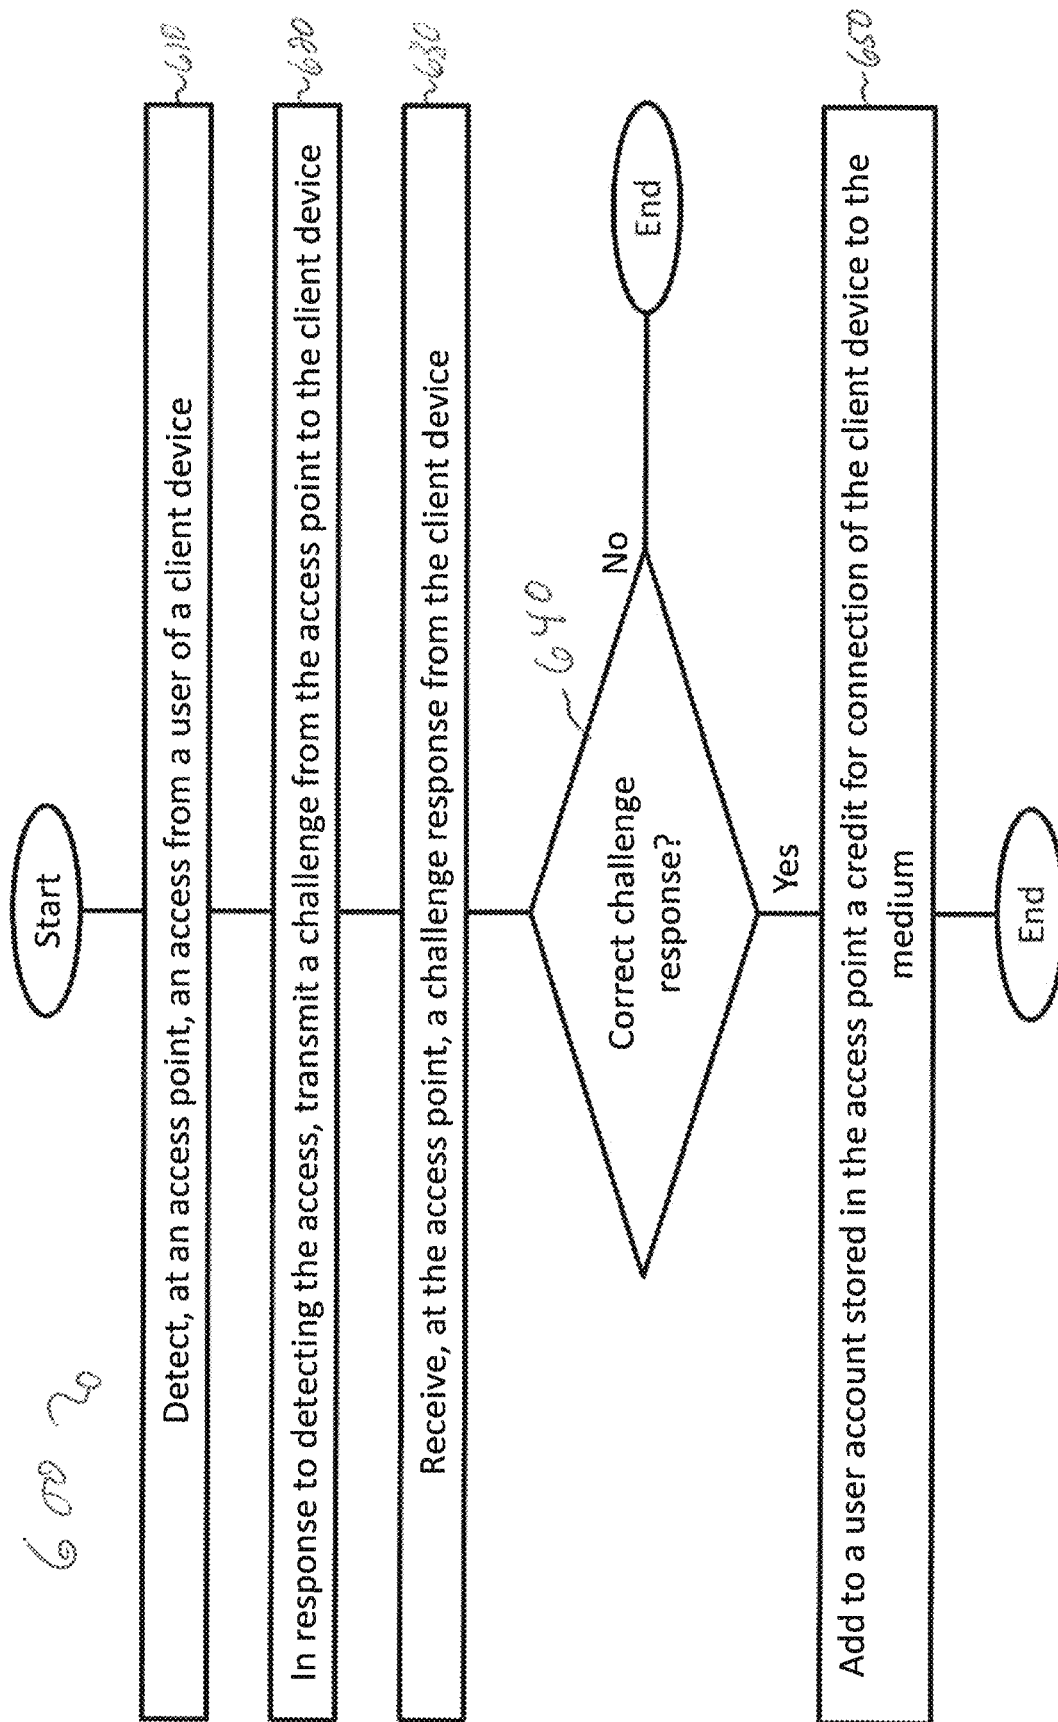 600
Start
Detect, at an access point, an access from a user of a client device
610
In response to detecting the access, transmit a challenge from the access point to the client device
620
Receive, at the access point, a challenge response from the client device
630
Correct challenge
response?
640
No
End
Yes
Add to a user account stored in the access point a credit for connection of the client device to the
medium
650
End